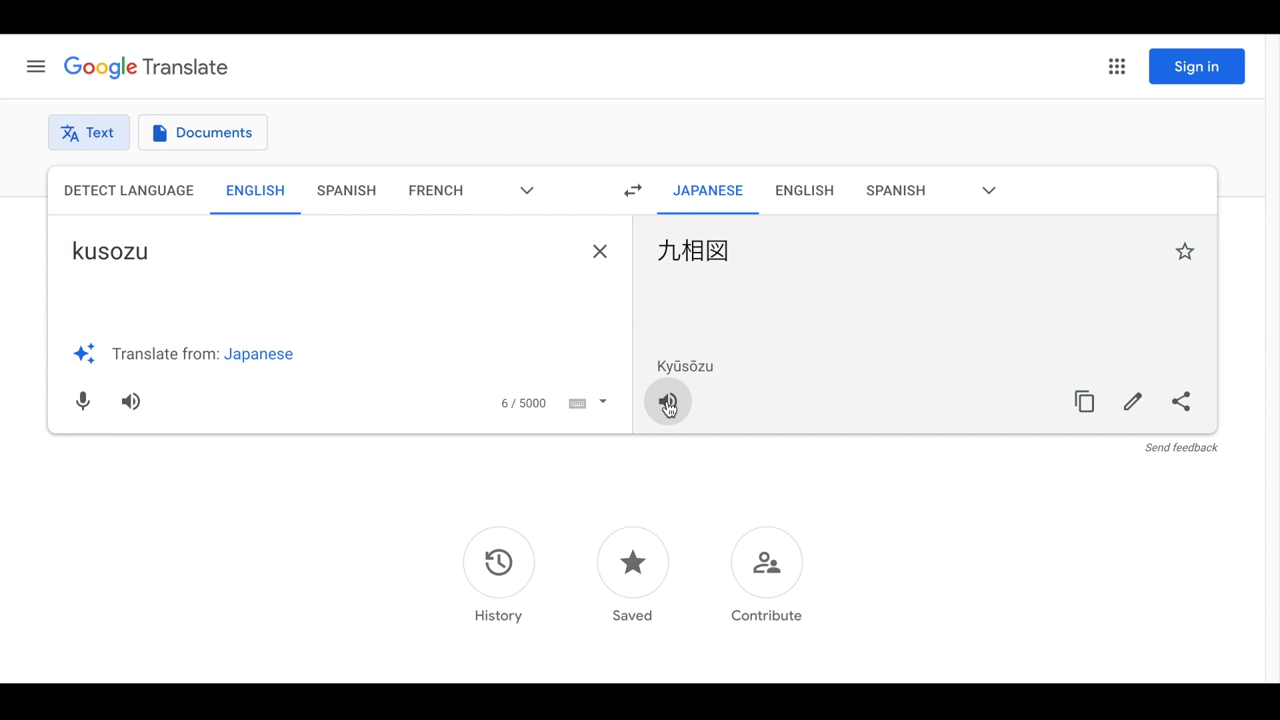 Google Translate
Sign in
Text
Documents
DETECT LANGUAGE ENGLISH SPANISH FRENCH
JAPANESE ENGLISH SPANISH
kusozu
九相図
Translate from: Japanese
Kyūsōzu
6 / 5000
Send feedback
History
Saved
Contribute